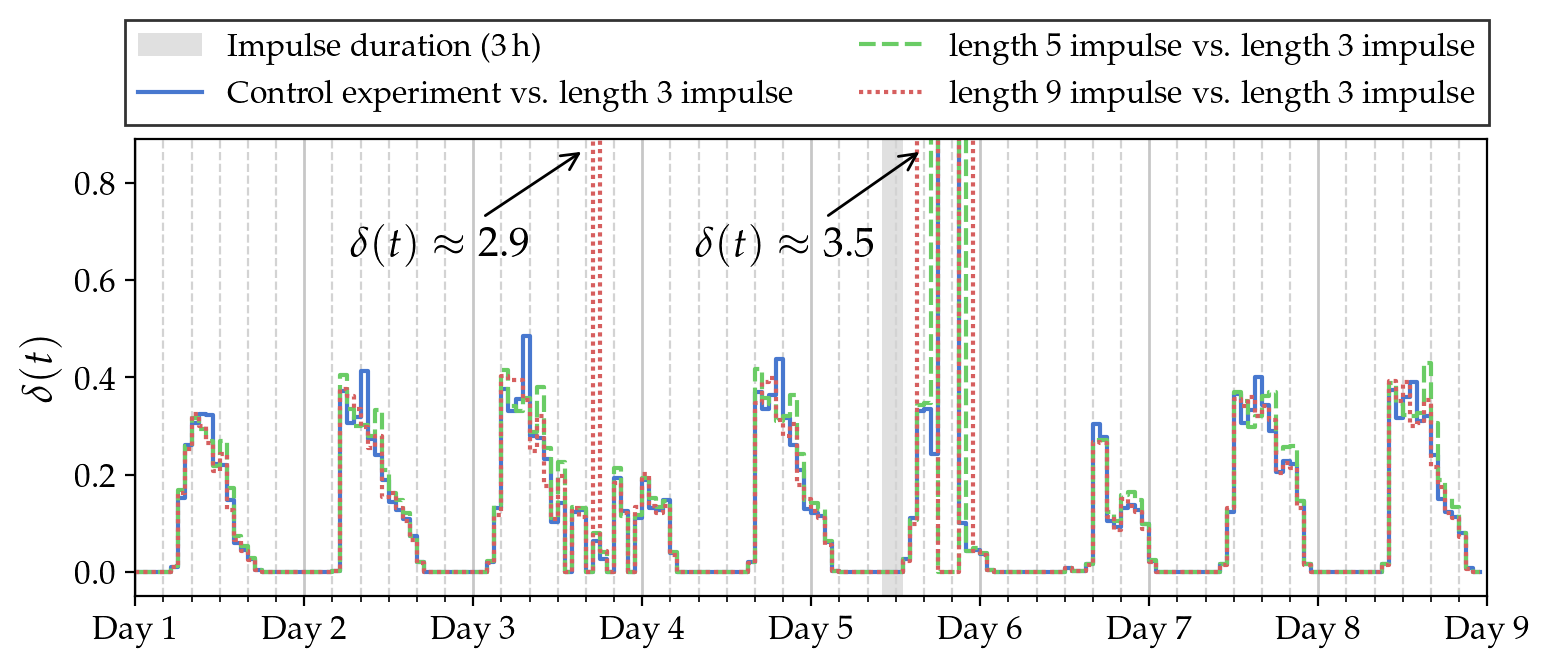 Impulse duration (3 h)
Control experiment vs. length 3 impulse
length 5 impulse vs. length 3 impulse
length 9 impulse vs. length 3 impulse
δ(t)
0.8
0.6
0.4
0.2
0.0
δ(t) ≈ 2.9
δ(t) ≈ 3.5
Day 1 Day 2 Day 3 Day 4 Day 5 Day 6 Day 7 Day 8 Day 9